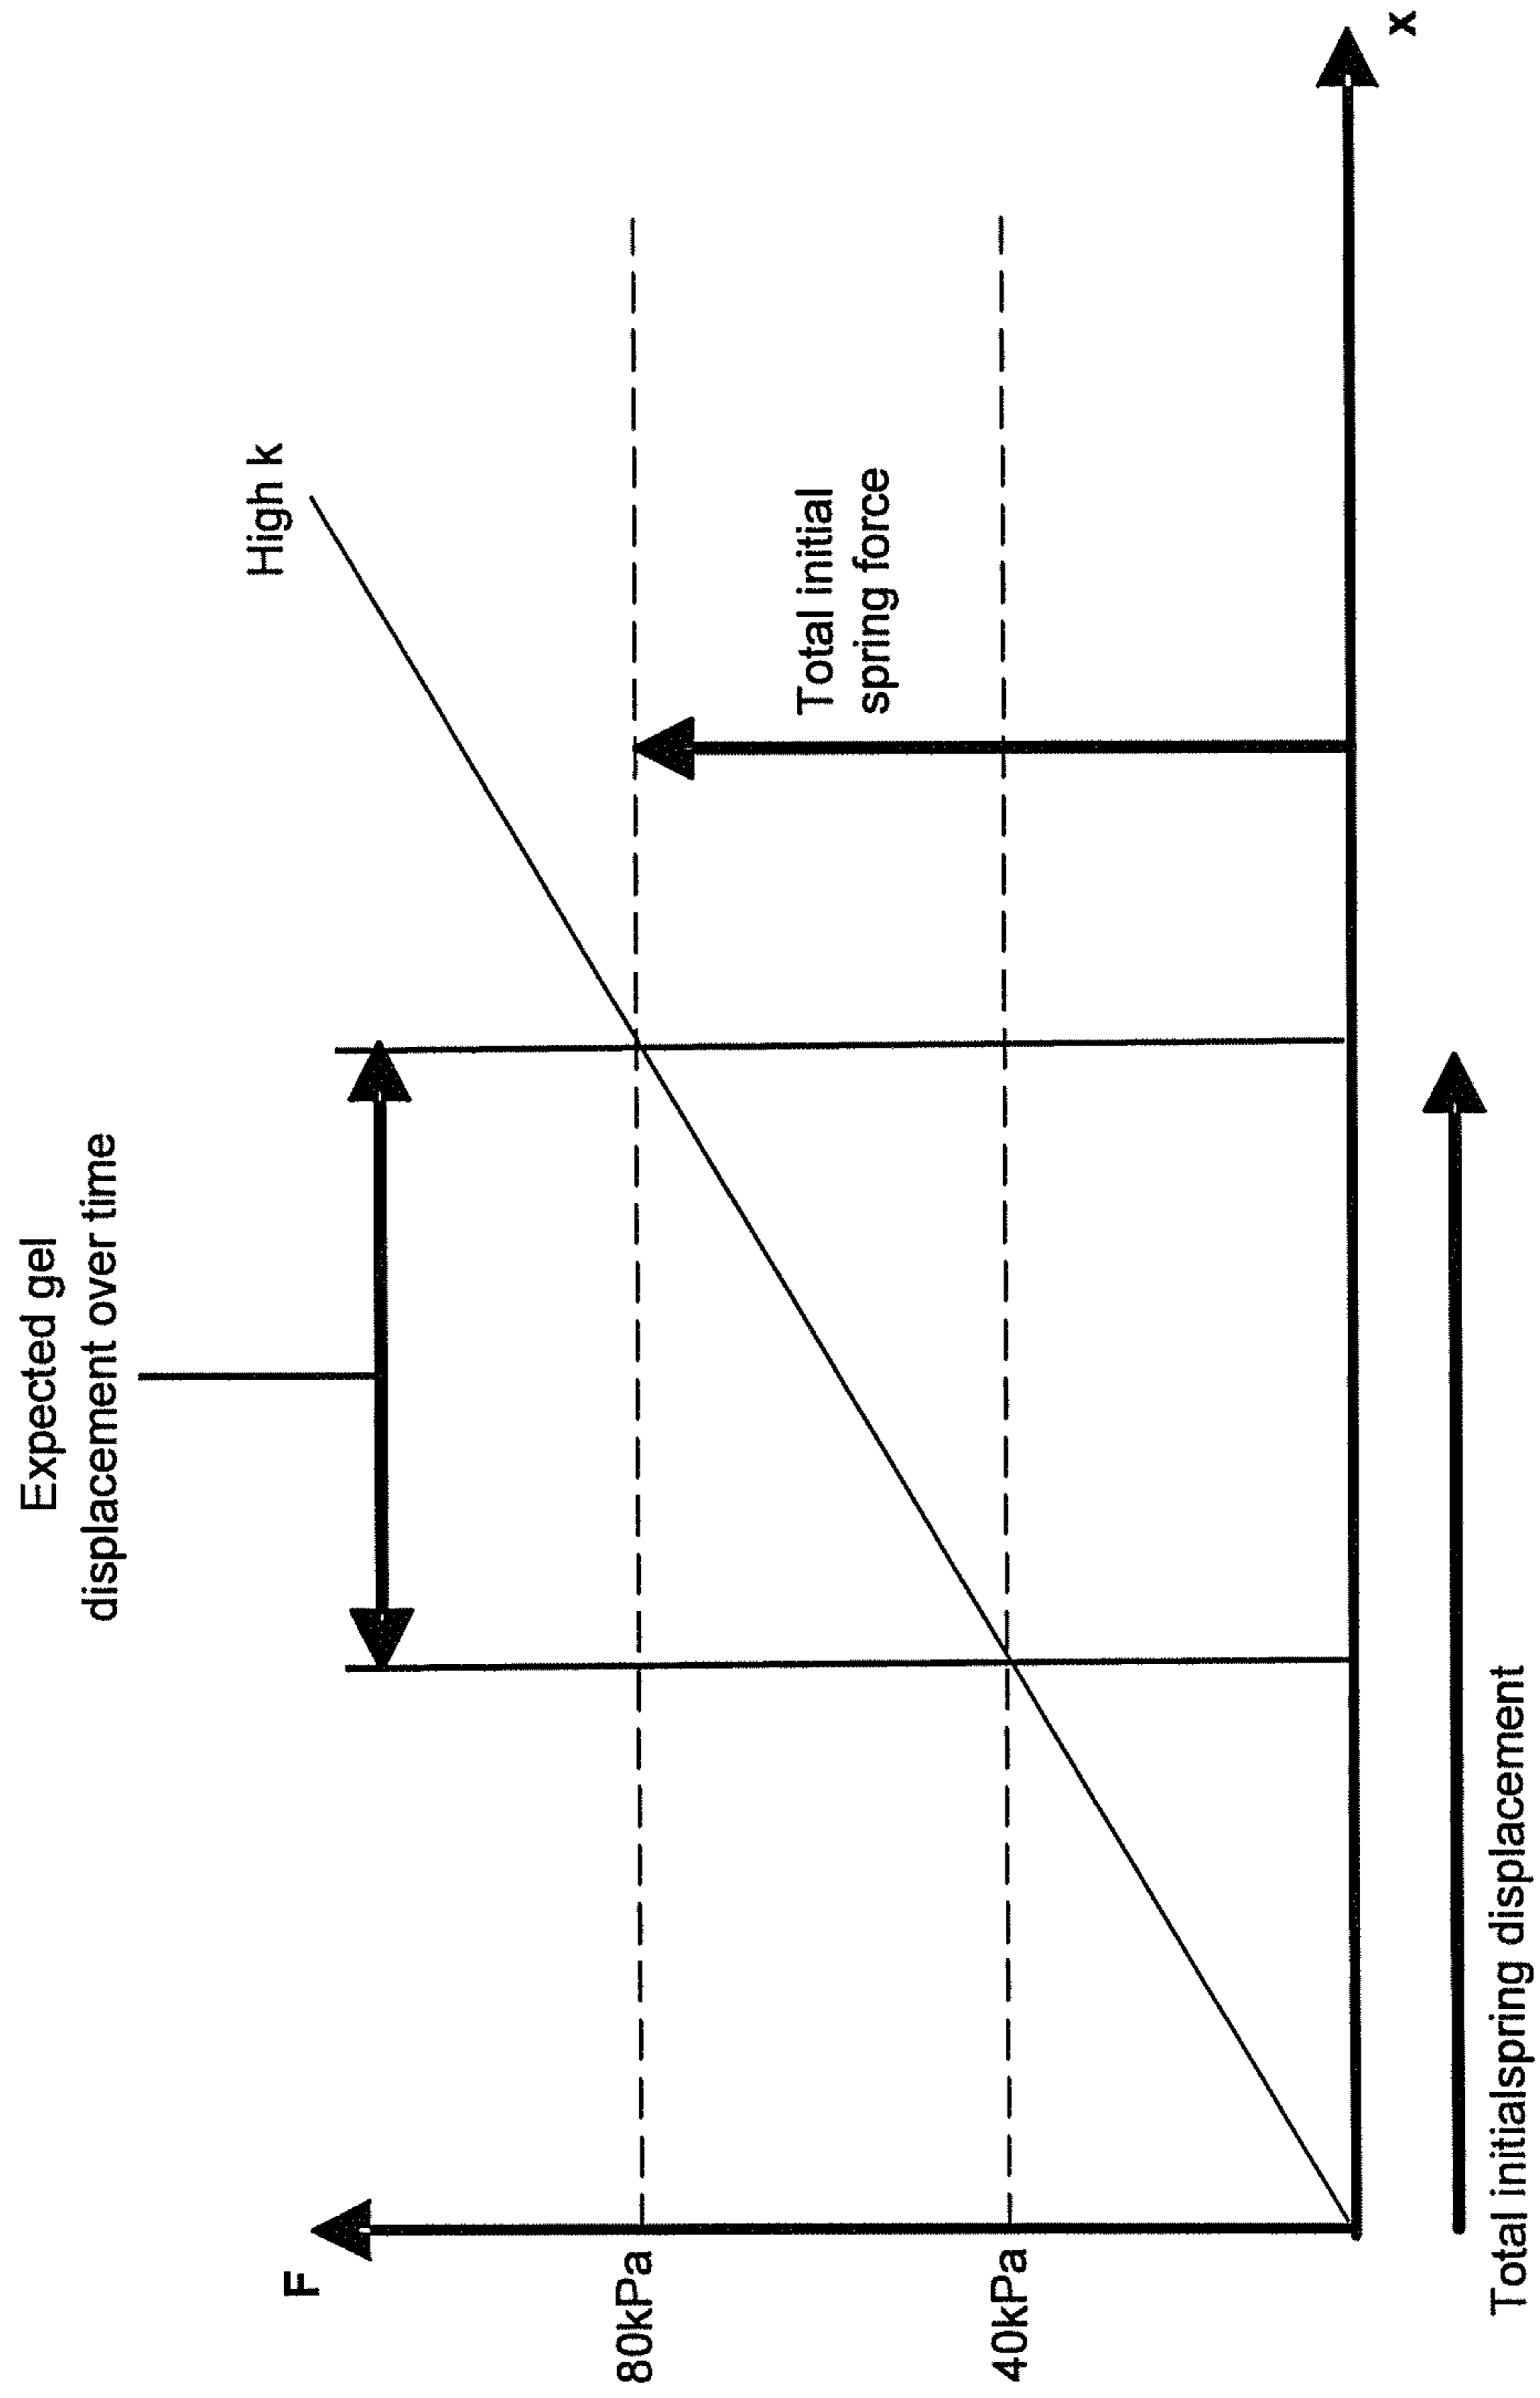 Expected gel
displacement over time
F
High k
80kPa
Total initial
spring force
40kPa
x
Total initialspring displacement